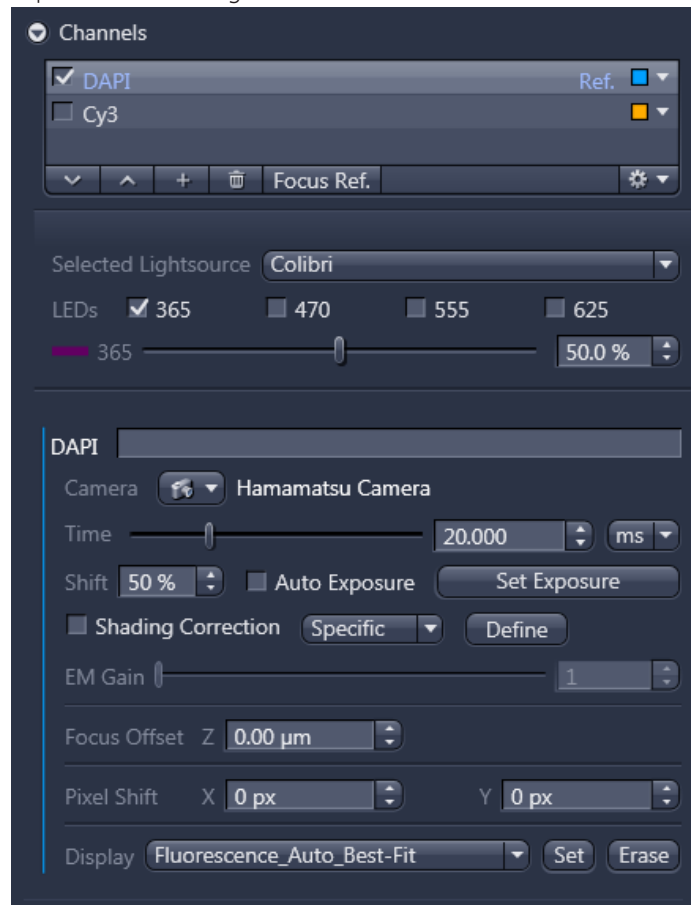 Channels
DAPI Ref.
Cy3
Focus Ref.
Selected Lightsource Colibri
LEDs 365 470 555 625
365 50.0 %
DAPI
Camera Hamamatsu Camera
Time 20.000 ms
Shift 50 % Auto Exposure Set Exposure
Shading Correction Specific Define
EM Gain 1
Focus Offset Z 0.00 µm
Pixel Shift X 0 px Y 0 px
Display Fluorescence_Auto_Best-Fit Set Erase